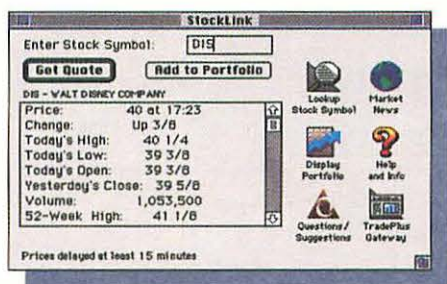 StockLink
Enter Stock Symbol: DIS
Get Quote
Add to Portfolio
DIS - WALT DISNEY COMPANY
Price: 40 at 17:23
Change: Up 3/8
Today's High: 40 1/4
Today's Low: 39 3/8
Today's Open: 39 3/8
Yesterday's Close: 39 5/8
Volume: 1,053,500
52-Week High: 41 1/8
Lookup
Stock Symbol
Market
News
Display
Portfolio
Help
and Info
Questions/
Suggestions
TradePlus
Gateway
Prices delayed at least 15 minutes